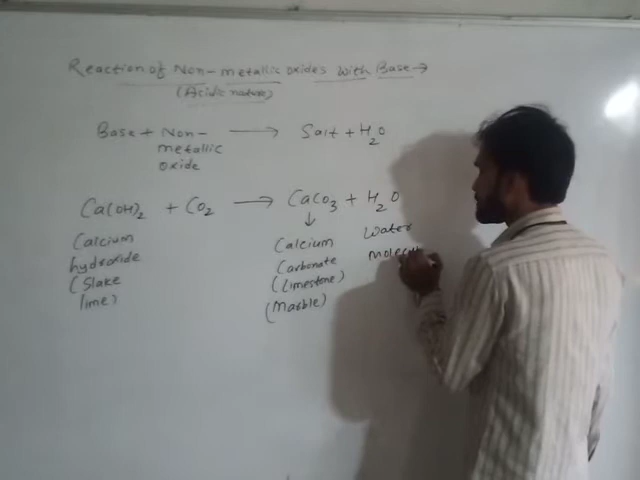 Reaction of Non-metallic oxides with Base →
(Acidic nature)
Base + Non-metallic oxide → Salt + H2O
Ca(OH)2 + CO2 → CaCO3 + H2O
Calcium
hydroxide
(Slake
lime)
↓
Calcium
Carbonate
(Limestone)
(Marble)
Water
Molecu